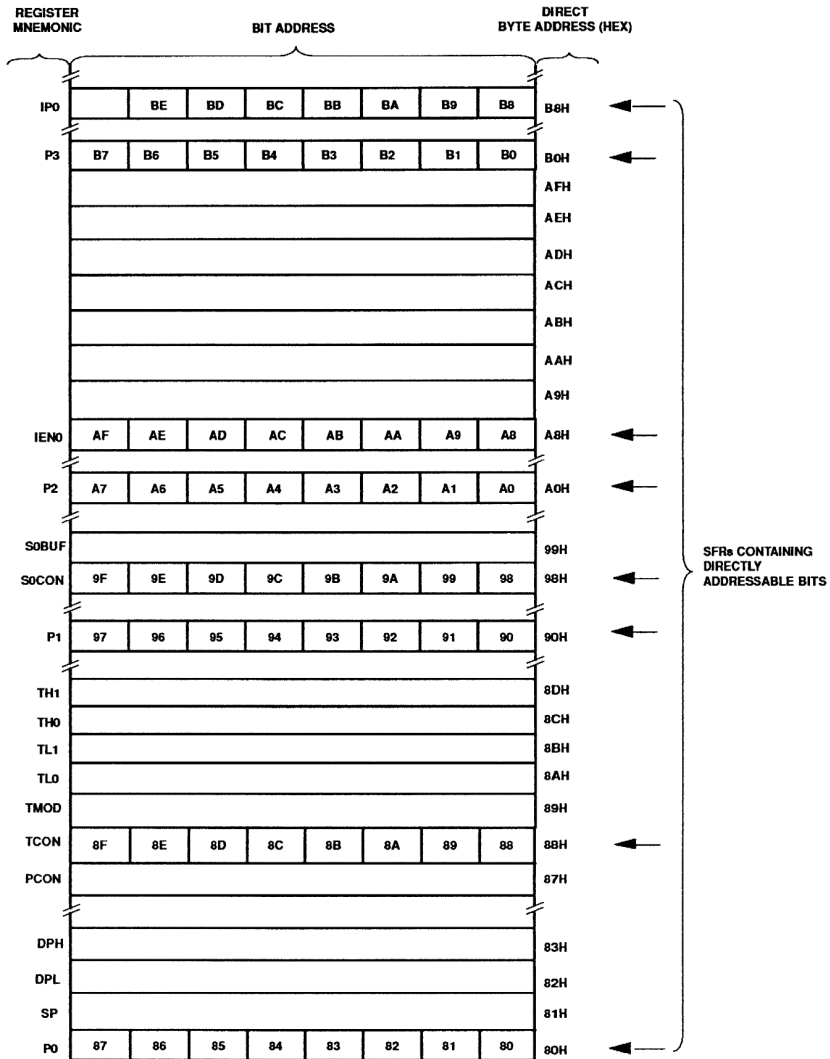 REGISTER MNEMONIC BIT ADDRESS DIRECT BYTE ADDRESS (HEX)
IP0 BE BD BC BB BA B9 B8 B8H
P3 B7 B6 B5 B4 B3 B2 B1 B0 B0H
AFH
AEH
ADH
ACH
ABH
AAH
A9H
IEN0 AF AE AD AC AB AA A9 A8 A8H
P2 A7 A6 A5 A4 A3 A2 A1 A0 A0H
S0BUF 99H
S0CON 9F 9E 9D 9C 9B 9A 99 98 98H
P1 97 96 95 94 93 92 91 90 90H
TH1 8DH
TH0 8CH
TL1 8BH
TL0 8AH
TMOD 89H
TCON 8F 8E 8D 8C 8B 8A 89 88 88H
PCON 87H
DPH 83H
DPL 82H
SP 81H
P0 87 86 85 84 83 82 81 80 80H
SFRs CONTAINING
DIRECTLY
ADDRESSABLE BITS